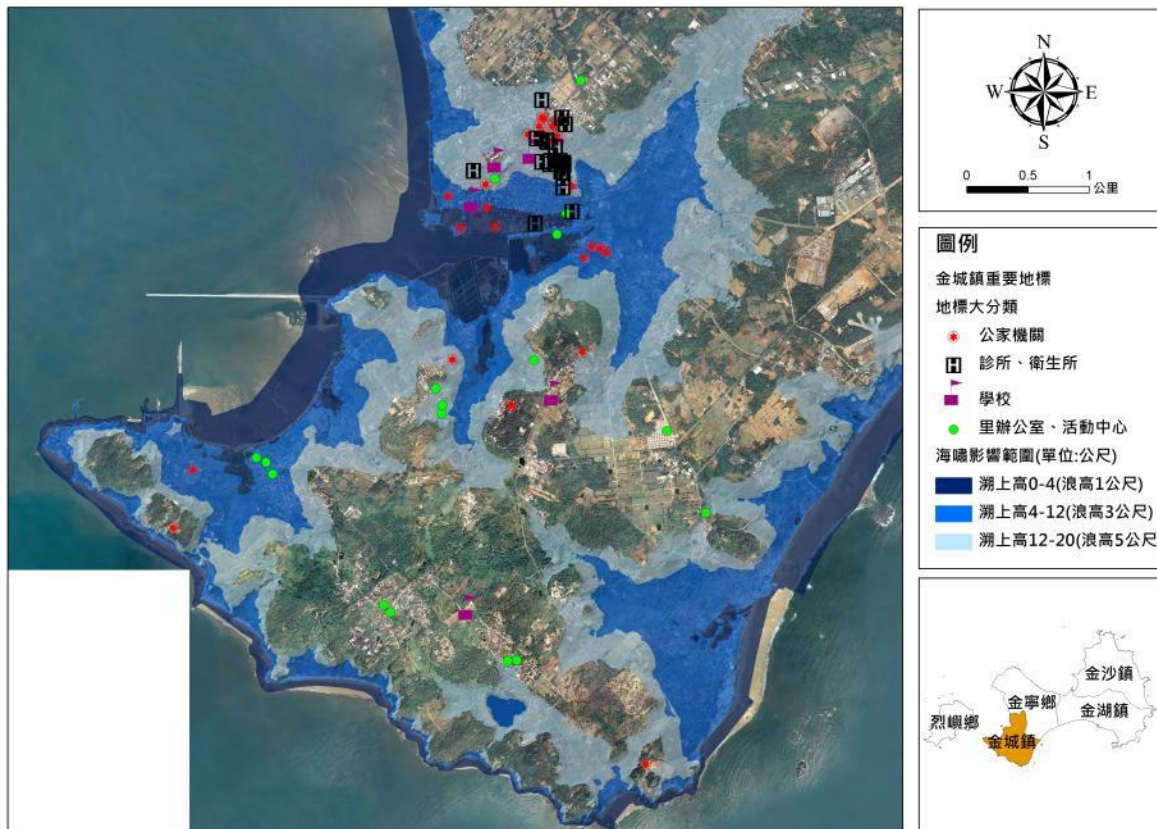 N
W
E
S
0
0.5
1
公里
圖例
金城鎮重要地標
地標大分類
公家機關
H 診所、衛生所
學校
里辦公室、活動中心
海嘯影響範圍(單位:公尺)
溯上高0-4(浪高1公尺)
溯上高4-12(浪高3公尺)
溯上高12-20(浪高5公尺
金沙鎮
金寧鄉
金湖鎮
烈嶼鄉
金城鎮